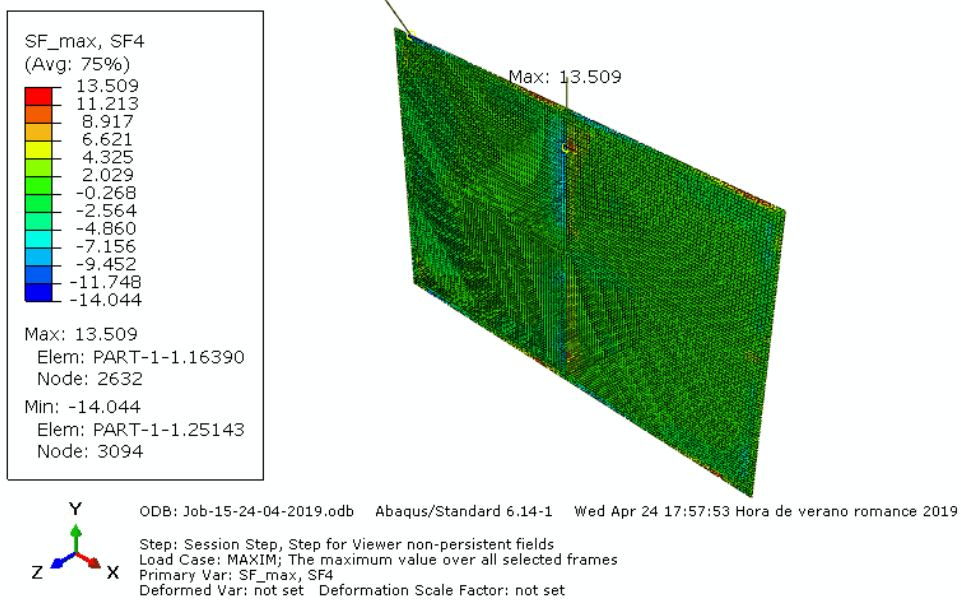 SF_max, SF4
(Avg: 75%)
13.509
11.213
8.917
6.621
4.325
2.029
-0.268
-2.564
-4.860
-7.156
-9.452
-11.748
-14.044
Max: 13.509
Elem: PART-1-1.16390
Node: 2632
Min: -14.044
Elem: PART-1-1.25143
Node: 3094
Max: 13.509
Y
Z
X
ODB: Job-15-24-04-2019.odb Abaqus/Standard 6.14-1 Wed Apr 24 17:57:53 Hora de verano romance 2019
Step: Session Step, Step for Viewer non-persistent fields
Load Case: MAXIM; The maximum value over all selected frames
Primary Var: SF_max, SF4
Deformed Var: not set Deformation Scale Factor: not set